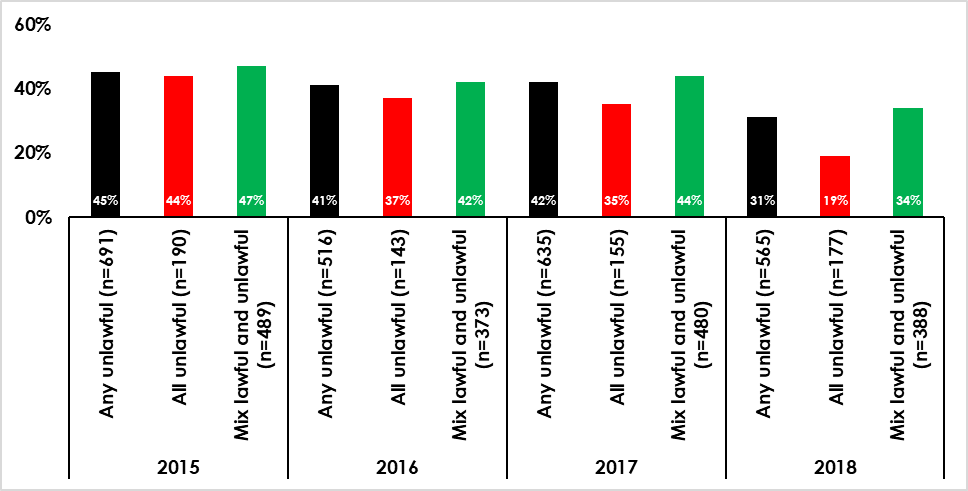 60%
40%
20%
0%
45%
44%
47%
41%
37%
42%
42%
35%
44%
31%
19%
34%
Any unlawful (n=691)
All unlawful (n=190)
Mix lawful and unlawful
(n=489)
Any unlawful (n=516)
All unlawful (n=143)
Mix lawful and unlawful
(n=373)
Any unlawful (n=635)
All unlawful (n=155)
Mix lawful and unlawful
(n=480)
Any unlawful (n=565)
All unlawful (n=177)
Mix lawful and unlawful
(n=388)
2015
2016
2017
2018